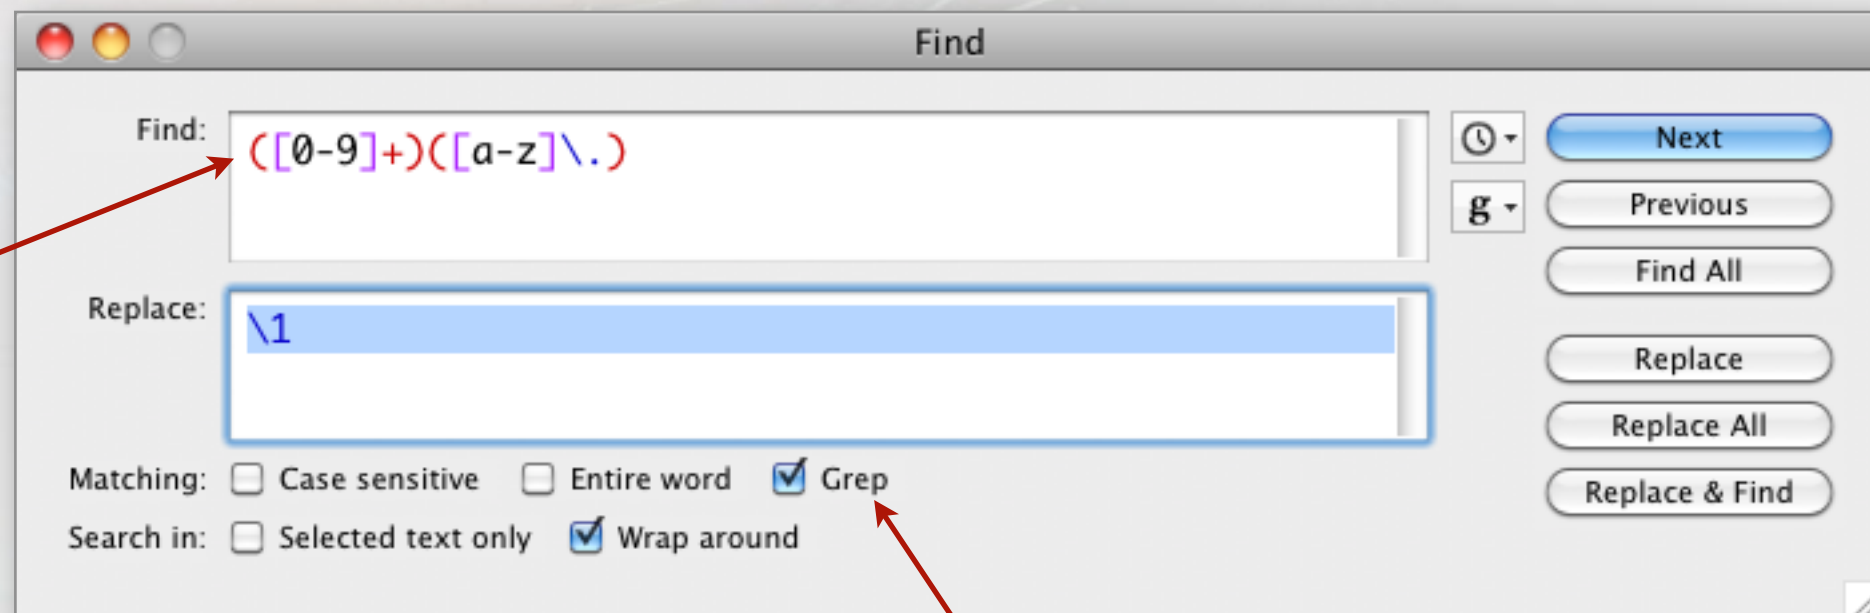 Find
Find:
([0-9]+)([a-z]\.)
Next
g
Previous
Find All
Replace:
\1
Replace
Replace All
Matching: Case sensitive Entire word Grep
Replace & Find
Search in: Selected text only Wrap around